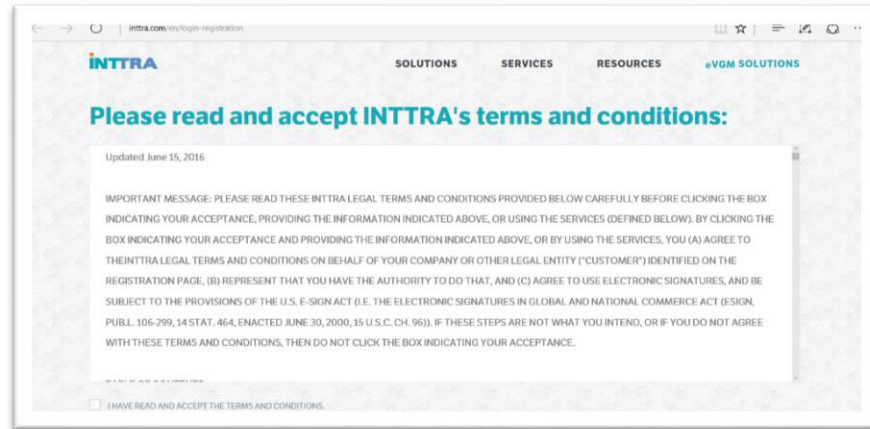 inttra.com/en/login-registration
INTTRA SOLUTIONS SERVICES RESOURCES eVGM SOLUTIONS
Please read and accept INTTRA's terms and conditions:
Updated June 15, 2016
IMPORTANT MESSAGE: PLEASE READ THESE INTTRA LEGAL TERMS AND CONDITIONS PROVIDED BELOW CAREFULLY BEFORE CLICKING THE BOX
INDICATING YOUR ACCEPTANCE, PROVIDING THE INFORMATION INDICATED ABOVE, OR USING THE SERVICES (DEFINED BELOW). BY CLICKING THE
BOX INDICATING YOUR ACCEPTANCE AND PROVIDING THE INFORMATION INDICATED ABOVE, OR BY USING THE SERVICES, YOU (A) AGREE TO
THEINTTRA LEGAL TERMS AND CONDITIONS ON BEHALF OF YOUR COMPANY OR OTHER LEGAL ENTITY ("CUSTOMER") IDENTIFIED ON THE
REGISTRATION PAGE, (B) REPRESENT THAT YOU HAVE THE AUTHORITY TO DO THAT, AND (C) AGREE TO USE ELECTRONIC SIGNATURES, AND BE
SUBJECT TO THE PROVISIONS OF THE U.S. E-SIGN ACT (I.E. THE ELECTRONIC SIGNATURES IN GLOBAL AND NATIONAL COMMERCE ACT (ESIGN,
PUB.L. 106-299, 14 STAT. 464, ENACTED JUNE 30, 2000, 15 U.S.C. CH. 96)). IF THESE STEPS ARE NOT WHAT YOU INTEND, OR IF YOU DO NOT AGREE
WITH THESE TERMS AND CONDITIONS, THEN DO NOT CLICK THE BOX INDICATING YOUR ACCEPTANCE.
I HAVE READ AND ACCEPT THE TERMS AND CONDITIONS.